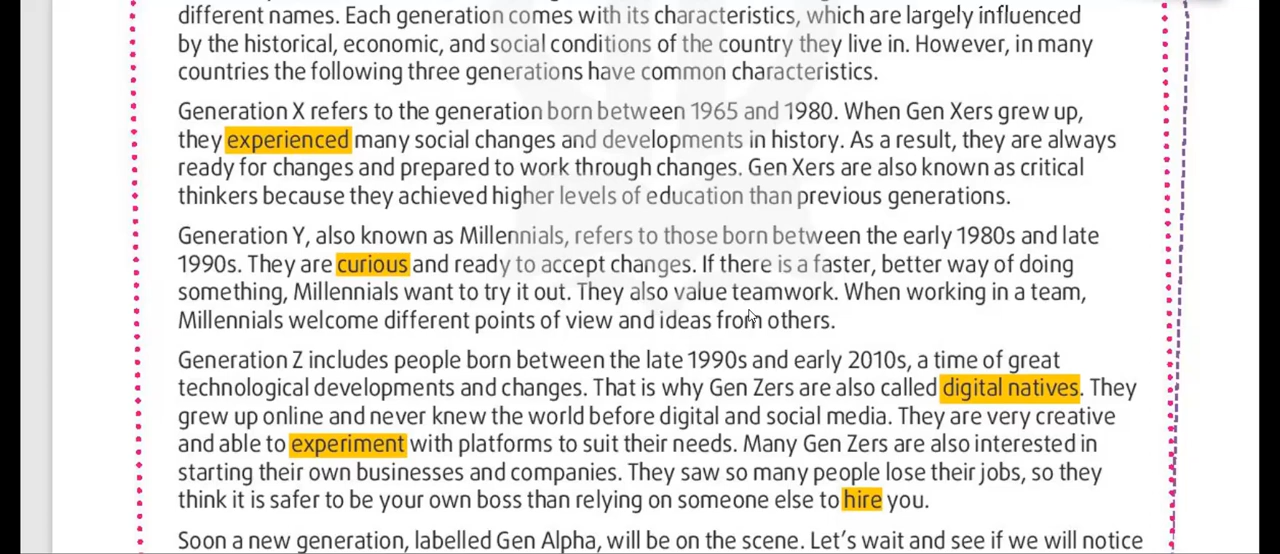 different names. Each generation comes with its characteristics, which are largely influenced
by the historical, economic, and social conditions of the country they live in. However, in many
countries the following three generations have common characteristics.
Generation X refers to the generation born between 1965 and 1980. When Gen Xers grew up,
they experienced many social changes and developments in history. As a result, they are always
ready for changes and prepared to work through changes. Gen Xers are also known as critical
thinkers because they achieved higher levels of education than previous generations.
Generation Y, also known as Millennials, refers to those born between the early 1980s and late
1990s. They are curious and ready to accept changes. If there is a faster, better way of doing
something, Millennials want to try it out. They also value teamwork. When working in a team,
Millennials welcome different points of view and ideas from others.
Generation Z includes people born between the late 1990s and early 2010s, a time of great
technological developments and changes. That is why Gen Zers are also called digital natives. They
grew up online and never knew the world before digital and social media. They are very creative
and able to experiment with platforms to suit their needs. Many Gen Zers are also interested in
starting their own businesses and companies. They saw so many people lose their jobs, so they
think it is safer to be your own boss than relying on someone else to hire you.
Soon a new generation, labelled Gen Alpha, will be on the scene. Let's wait and see if we will notice